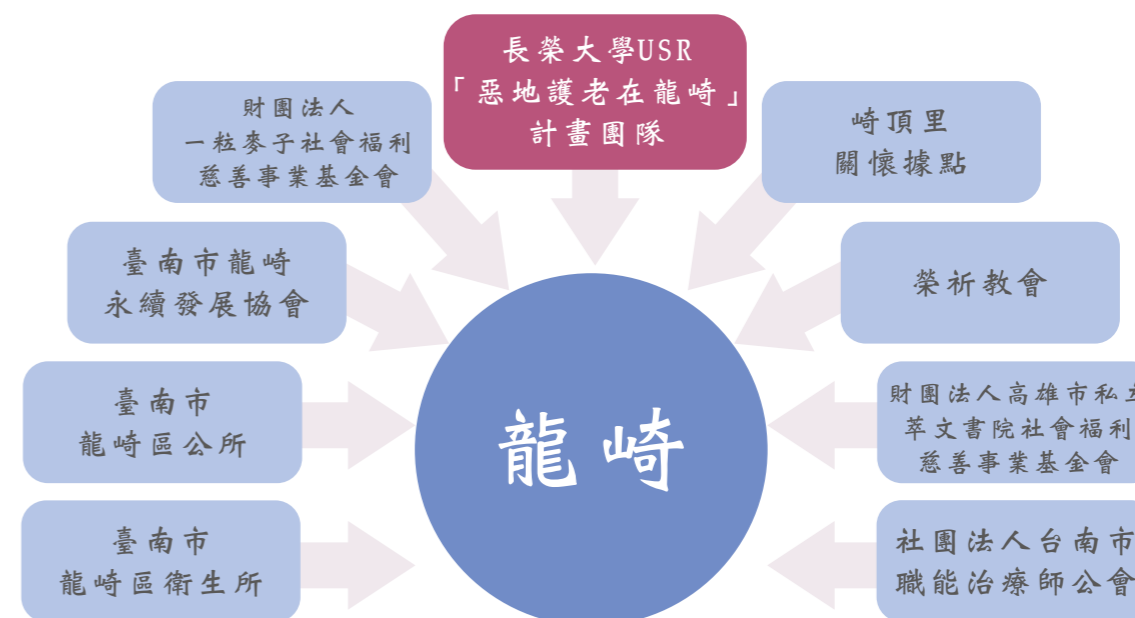 長榮大學USR
「惡地護老在龍崎」
計畫團隊
財團法人
一粒麥子社會福利
慈善事業基金會
崎頂里
關懷據點
臺南市龍崎
永續發展協會
榮祈教會
臺南市
龍崎區公所
龍崎
財團法人高雄市私立
萃文書院社會福利
慈善事業基金會
臺南市
龍崎區衛生所
社團法人台南市
職能治療師公會